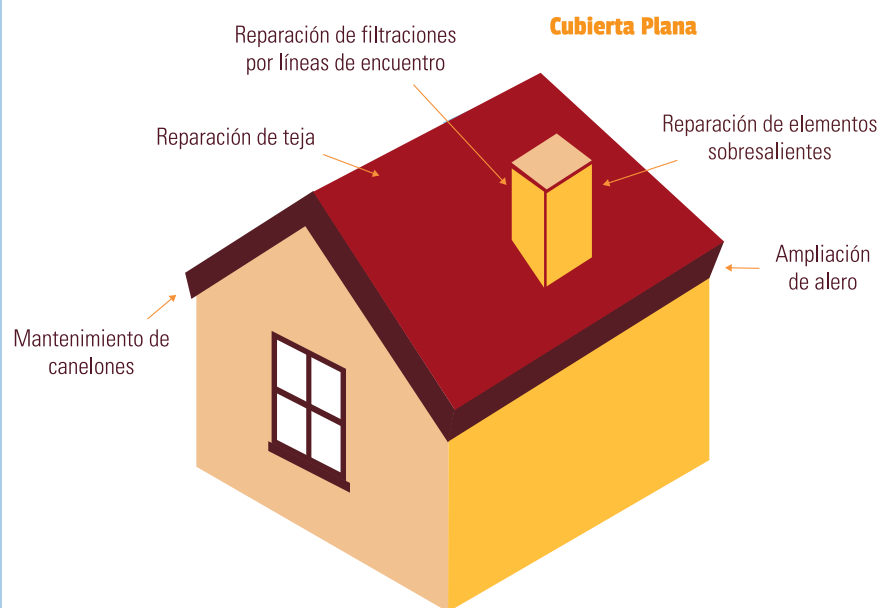 Cubierta Plana
Reparación de filtraciones
por líneas de encuentro
Reparación de teja
Reparación de elementos
sobresalientes
Ampliación
de alero
Mantenimiento de
canelones